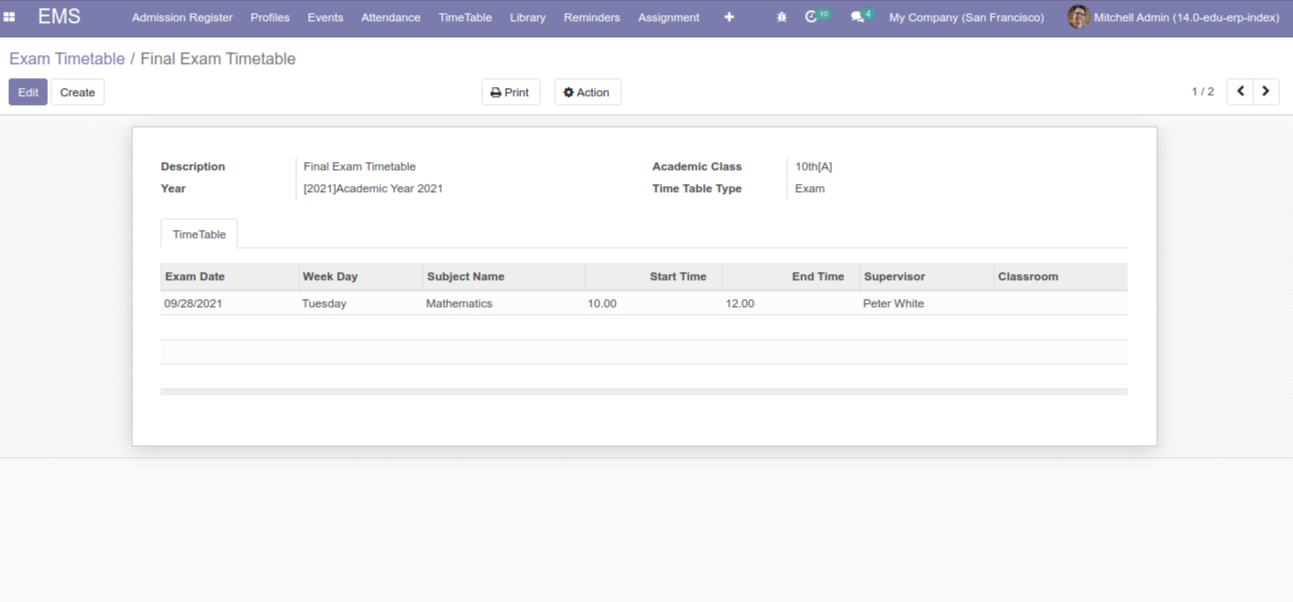 EMS Admission Register Profiles Events Attendance TimeTable Library Reminders Assignment 10 4 My Company (San Francisco) Mitchell Admin (14.0-edu-erp-index)
Exam Timetable / Final Exam Timetable
Edit Create Print Action 1 / 2
Description Final Exam Timetable Academic Class 10th[A]
Year [2021]Academic Year 2021 Time Table Type Exam
TimeTable
Exam Date Week Day Subject Name Start Time End Time Supervisor Classroom
09/28/2021 Tuesday Mathematics 10.00 12.00 Peter White